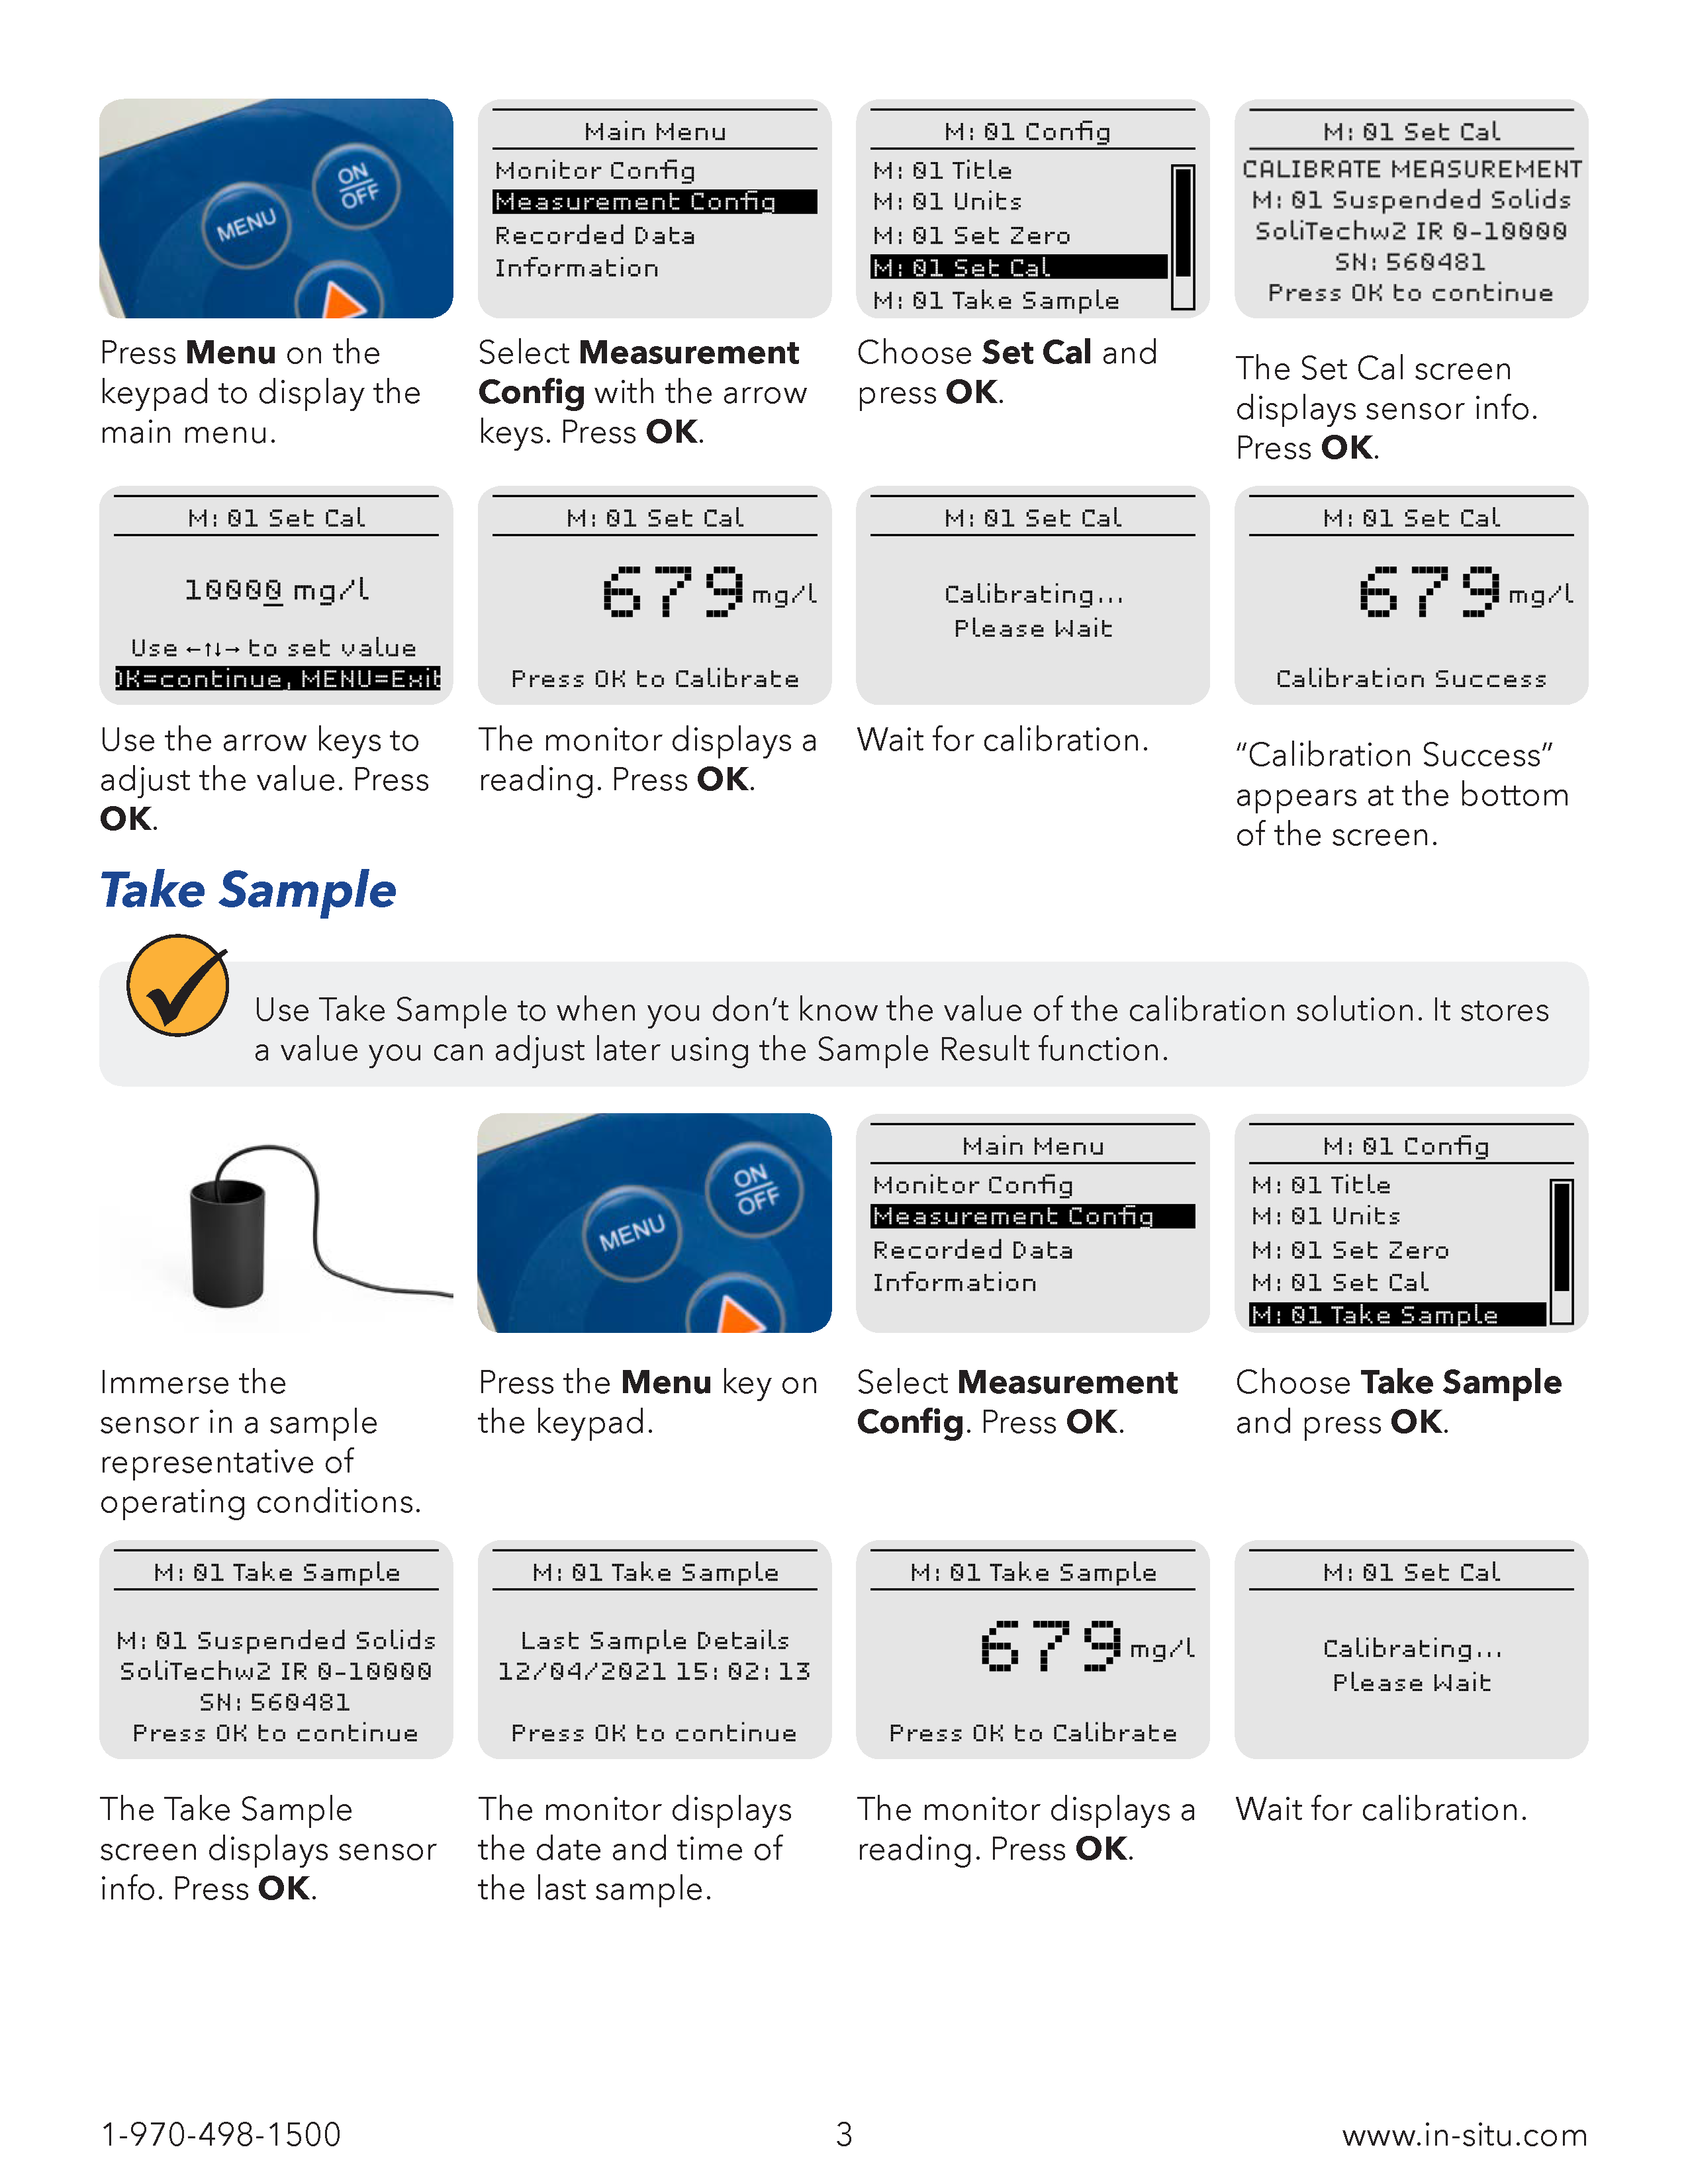 MENU
ON
OFF
Main Menu
Monitor Config
Measurement Config
Recorded Data
Information
M: 01 Config
M: 01 Title
M: 01 Units
M: 01 Set Zero
M: 01 Set Cal
M: 01 Take Sample
M: 01 Set Cal
CALIBRATE MEASUREMENT
M: 01 Suspended Solids
SoliTechw2 IR 0-10000
SN: 560481
Press OK to continue
Press Menu on the
keypad to display the
main menu.
Select Measurement
Config with the arrow
keys. Press OK.
Choose Set Cal and
press OK.
The Set Cal screen
displays sensor info.
Press OK.
M: 01 Set Cal
10000 mg/l
Use ←↑↓→ to set value
OK=continue, MENU=Exit
M: 01 Set Cal
679 mg/l
Press OK to Calibrate
M: 01 Set Cal
Calibrating...
Please Wait
M: 01 Set Cal
679 mg/l
Calibration Success
Use the arrow keys to
adjust the value. Press
OK.
The monitor displays a
reading. Press OK.
Wait for calibration.
“Calibration Success”
appears at the bottom
of the screen.
Take Sample
Use Take Sample to when you don’t know the value of the calibration solution. It stores
a value you can adjust later using the Sample Result function.
MENU
ON
OFF
Main Menu
Monitor Config
Measurement Config
Recorded Data
Information
M: 01 Config
M: 01 Title
M: 01 Units
M: 01 Set Zero
M: 01 Set Cal
M: 01 Take Sample
Immerse the
sensor in a sample
representative of
operating conditions.
Press the Menu key on
the keypad.
Select Measurement
Config. Press OK.
Choose Take Sample
and press OK.
M: 01 Take Sample
M: 01 Suspended Solids
SoliTechw2 IR 0-10000
SN: 560481
Press OK to continue
M: 01 Take Sample
Last Sample Details
12/04/2021 15: 02: 13
Press OK to continue
M: 01 Take Sample
679 mg/l
Press OK to Calibrate
M: 01 Set Cal
Calibrating...
Please Wait
The Take Sample
screen displays sensor
info. Press OK.
The monitor displays
the date and time of
the last sample.
The monitor displays a
reading. Press OK.
Wait for calibration.
1-970-498-1500
3
www.in-situ.com